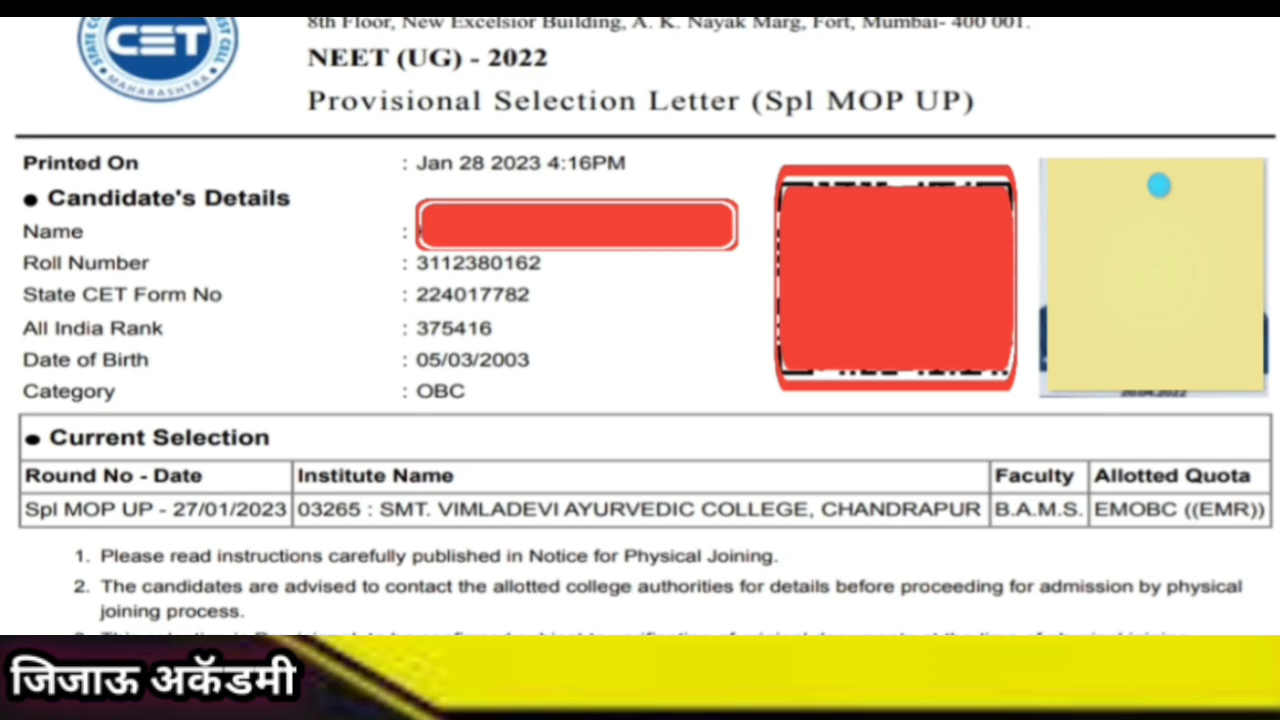 8th Floor, New Excelsior Building, A. K. Nayak Marg, Fort, Mumbai- 400 001.
STATE CO
CET
ST CELL
MAHARASHTRA
NEET (UG) - 2022
Provisional Selection Letter (Spl MOP UP)
Printed On : Jan 28 2023 4:16PM
● Candidate's Details
Name :
Roll Number : 3112380162
State CET Form No : 224017782
All India Rank : 375416
Date of Birth : 05/03/2003
Category : OBC
● Current Selection
Round No - Date Institute Name Faculty Allotted Quota
Spl MOP UP - 27/01/2023 03265 : SMT. VIMLADEVI AYURVEDIC COLLEGE, CHANDRAPUR B.A.M.S. EMOBC ((EMR))
1. Please read instructions carefully published in Notice for Physical Joining.
2. The candidates are advised to contact the allotted college authorities for details before proceeding for admission by physical
joining process.
जिजाऊ अकॅडमी